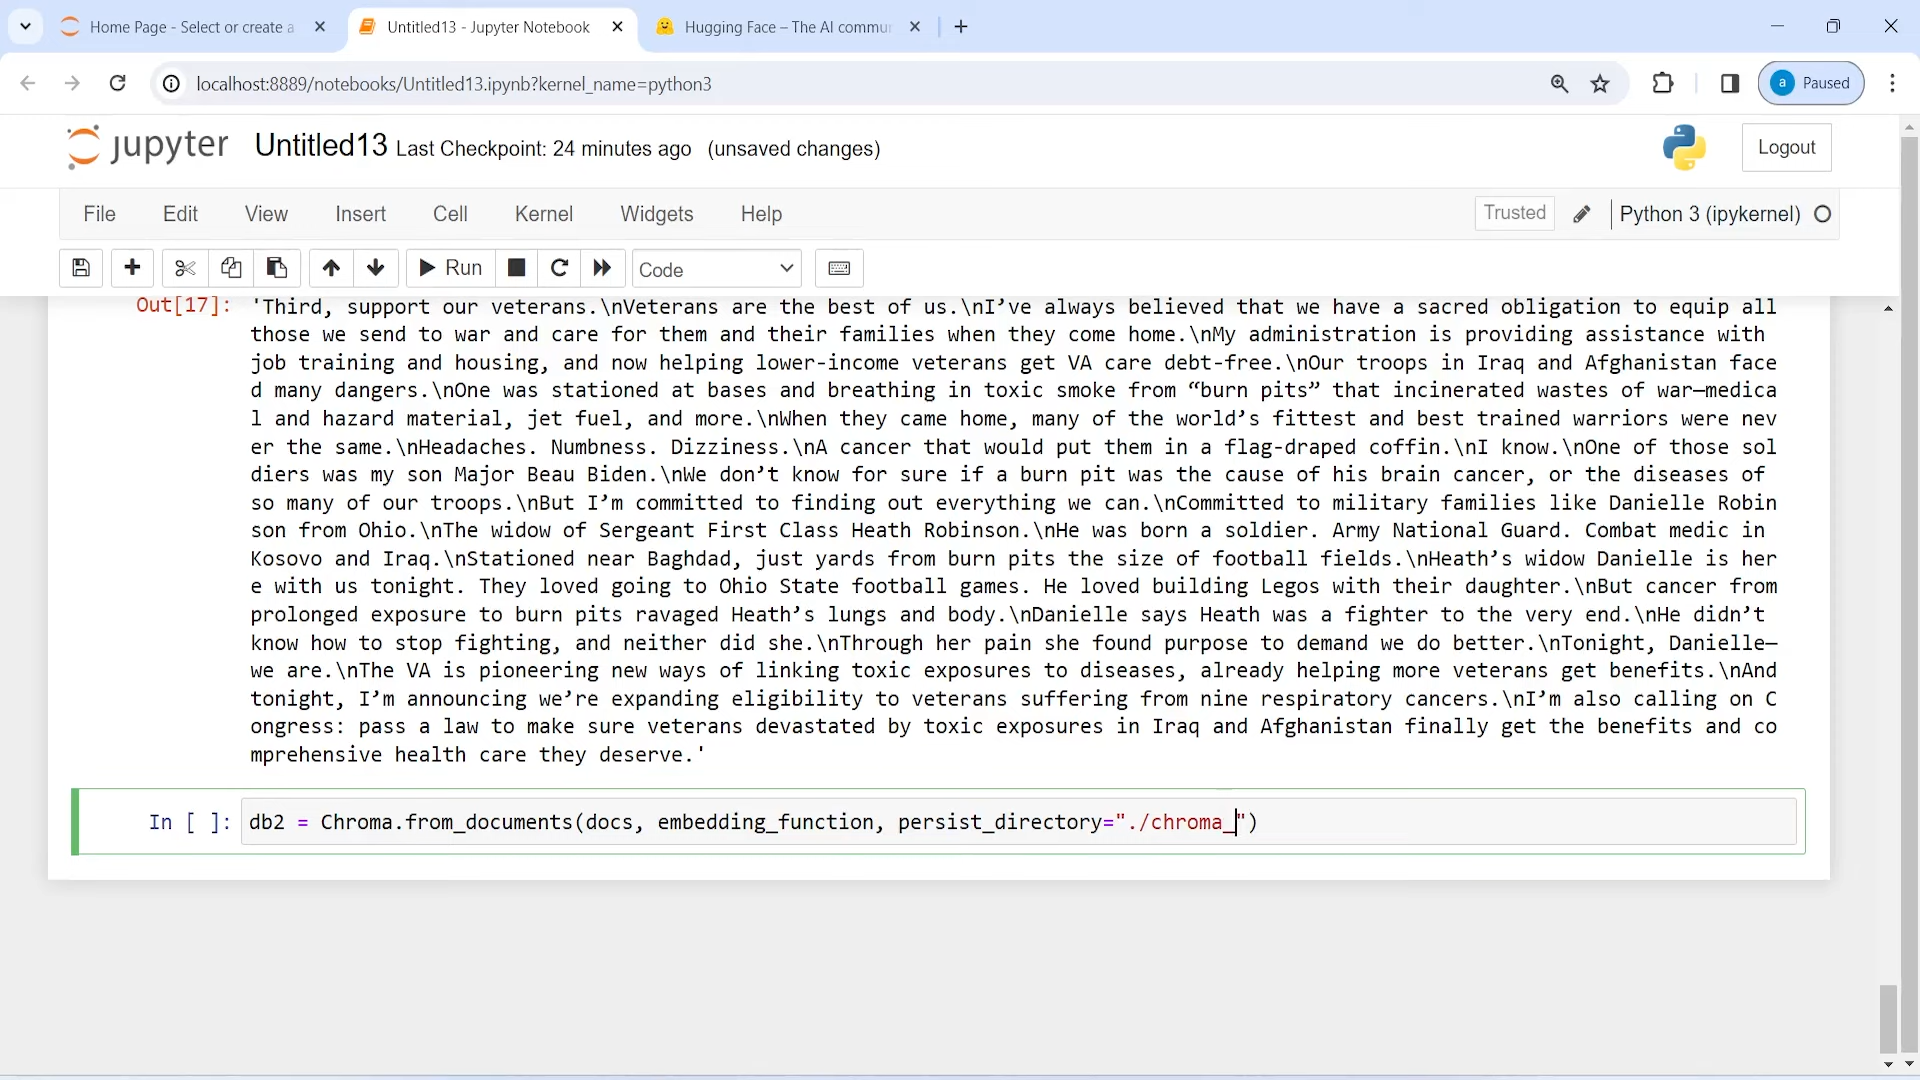 Home Page - Select or create a
Untitled13 - Jupyter Notebook
Hugging Face – The AI commu
localhost:8889/notebooks/Untitled13.ipynb?kernel_name=python3
a Paused
jupyter Untitled13 Last Checkpoint: 24 minutes ago (unsaved changes)
Logout
File Edit View Insert Cell Kernel Widgets Help
Trusted
Python 3 (ipykernel)
Run
Code
Out[17]: 'Third, support our veterans.\nVeterans are the best of us.\nI’ve always believed that we have a sacred obligation to equip all
those we send to war and care for them and their families when they come home.\nMy administration is providing assistance with
job training and housing, and now helping lower-income veterans get VA care debt-free.\nOur troops in Iraq and Afghanistan face
d many dangers.\nOne was stationed at bases and breathing in toxic smoke from “burn pits” that incinerated wastes of war—medica
l and hazard material, jet fuel, and more.\nWhen they came home, many of the world’s fittest and best trained warriors were nev
er the same.\nHeadaches. Numbness. Dizziness.\nA cancer that would put them in a flag-draped coffin.\nI know.\nOne of those sol
diers was my son Major Beau Biden.\nWe don’t know for sure if a burn pit was the cause of his brain cancer, or the diseases of
so many of our troops.\nBut I’m committed to finding out everything we can.\nCommitted to military families like Danielle Robin
son from Ohio.\nThe widow of Sergeant First Class Heath Robinson.\nHe was born a soldier. Army National Guard. Combat medic in
Kosovo and Iraq.\nStationed near Baghdad, just yards from burn pits the size of football fields.\nHeath’s widow Danielle is her
e with us tonight. They loved going to Ohio State football games. He loved building Legos with their daughter.\nBut cancer from
prolonged exposure to burn pits ravaged Heath’s lungs and body.\nDanielle says Heath was a fighter to the very end.\nHe didn’t
know how to stop fighting, and neither did she.\nThrough her pain she found purpose to demand we do better.\nTonight, Danielle—
we are.\nThe VA is pioneering new ways of linking toxic exposures to diseases, already helping more veterans get benefits.\nAnd
tonight, I’m announcing we’re expanding eligibility to veterans suffering from nine respiratory cancers.\nI’m also calling on C
ongress: pass a law to make sure veterans devastated by toxic exposures in Iraq and Afghanistan finally get the benefits and co
mprehensive health care they deserve.'
In [ ]: db2 = Chroma.from_documents(docs, embedding_function, persist_directory="./chroma_")